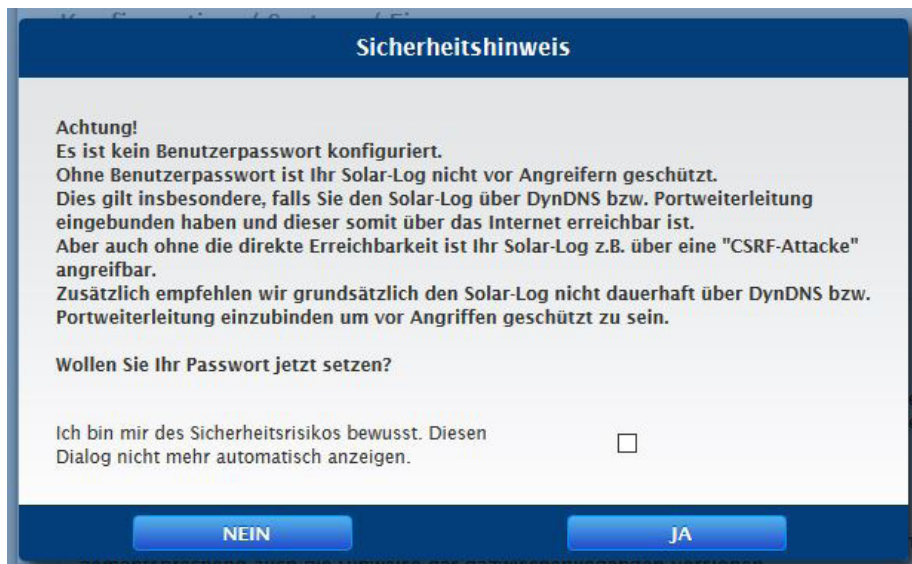 Sicherheitshinweis
Achtung!
Es ist kein Benutzerpasswort konfiguriert.
Ohne Benutzerpasswort ist Ihr Solar-Log nicht vor Angreifern geschützt.
Dies gilt insbesondere, falls Sie den Solar-Log über DynDNS bzw. Portweiterleitung
eingebunden haben und dieser somit über das Internet erreichbar ist.
Aber auch ohne die direkte Erreichbarkeit ist Ihr Solar-Log z.B. über eine "CSRF-Attacke"
angreifbar.
Zusätzlich empfehlen wir grundsätzlich den Solar-Log nicht dauerhaft über DynDNS bzw.
Portweiterleitung einzubinden um vor Angriffen geschützt zu sein.
Wollen Sie Ihr Passwort jetzt setzen?
Ich bin mir des Sicherheitsrisikos bewusst. Diesen
Dialog nicht mehr automatisch anzeigen.
NEIN
JA